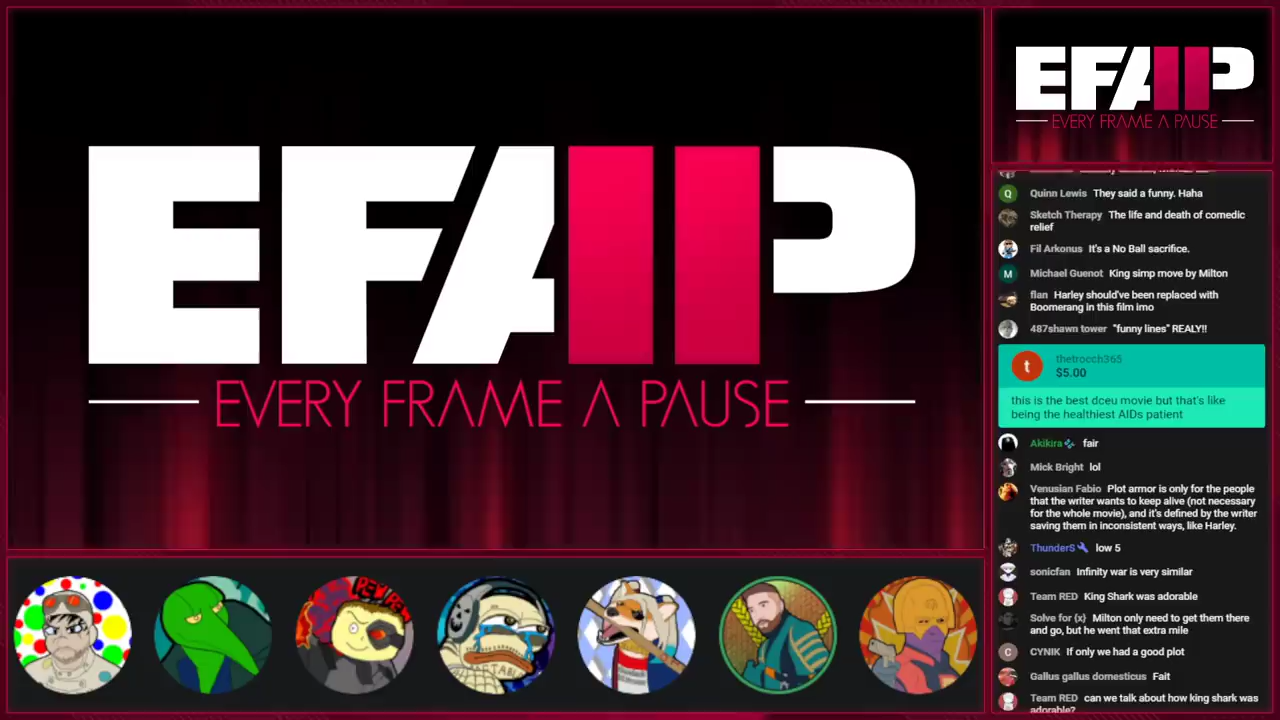 EFAP
EVERY FRAME A PAUSE
EFAP
EVERY FRAME A PAUSE
Quinn Lewis They said a funny. Haha
Sketch Therapy The life and death of comedic
relief
Fil Arkonus It's a No Ball sacrifice.
Michael Guenot King simp move by Milton
flan Harley should've been replaced with
Boomerang in this film imo
487shawn tower "funny lines" REALY!!
thetrocch365
$5.00
this is the best dceu movie but that's like
being the healthiest AIDs patient
Akikira fair
Mick Bright lol
Venusian Fabio Plot armor is only for the people
that the writer wants to keep alive (not necessary
for the whole movie), and it's defined by the writer
saving them in inconsistent ways, like Harley.
ThunderS low 5
sonicfan Infinity war is very similar
Team RED King Shark was adorable
Solve for {x} Milton only need to get them there
and go, but he went that extra mile
CYNIK If only we had a good plot
Gallus gallus domesticus Fait
Team RED can we talk about how king shark was
adorable?